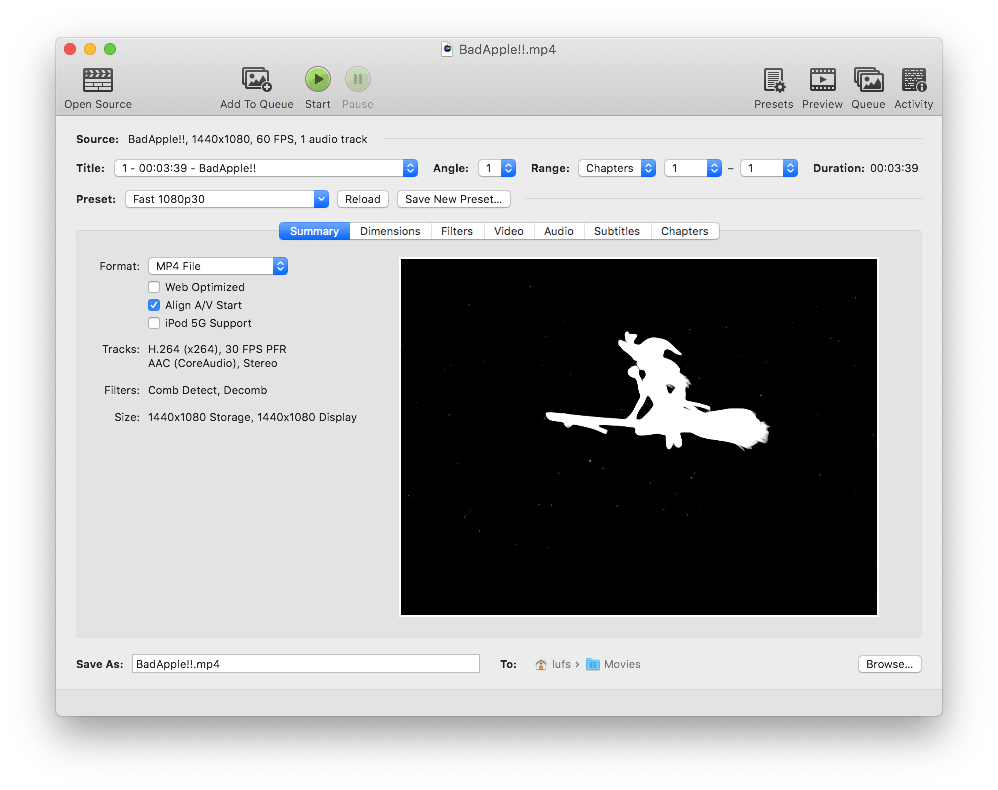 BadApple!!.mp4
Open Source
Add To Queue
Start
Pause
Presets
Preview
Queue
Activity
Source: BadApple!!, 1440x1080, 60 FPS, 1 audio track
Title: 1 - 00:03:39 - BadApple!! Angle: 1 Range: Chapters 1 – 1 Duration: 00:03:39
Preset: Fast 1080p30 Reload Save New Preset...
Summary Dimensions Filters Video Audio Subtitles Chapters
Format: MP4 File
Web Optimized
Align A/V Start
iPod 5G Support
Tracks: H.264 (x264), 30 FPS PFR
AAC (CoreAudio), Stereo
Filters: Comb Detect, Decomb
Size: 1440x1080 Storage, 1440x1080 Display
Save As: BadApple!!.mp4 To: lufs › Movies Browse...